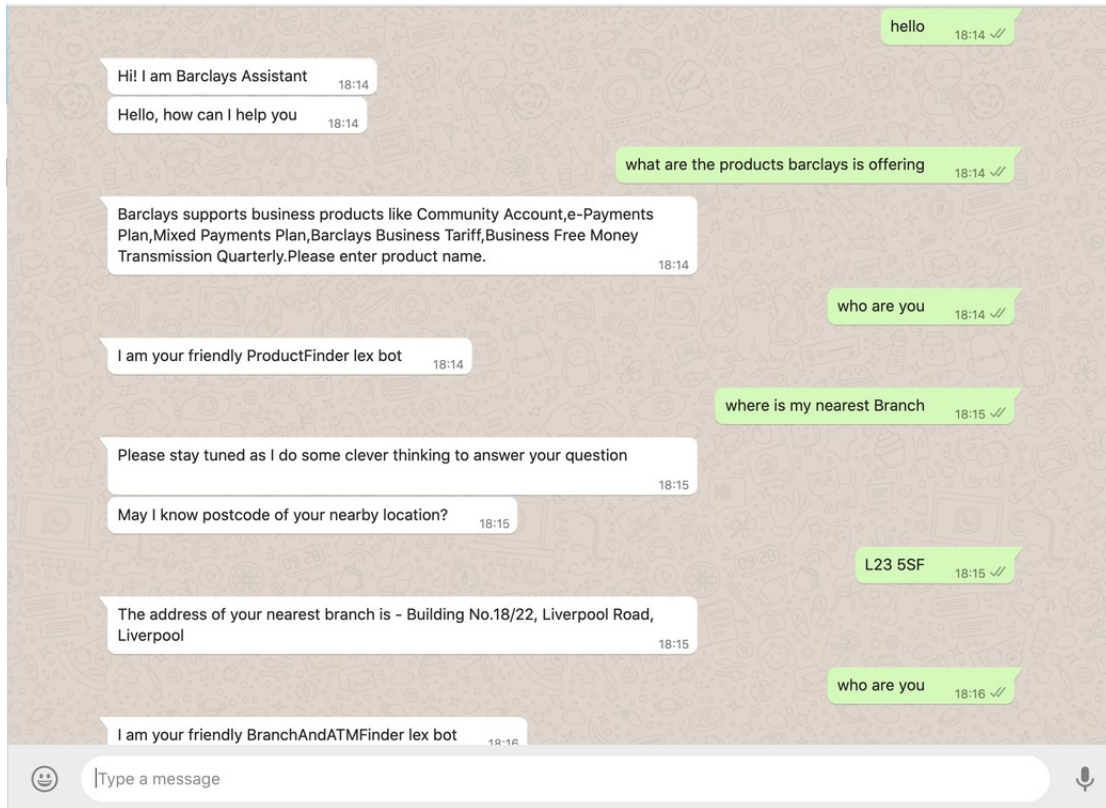 hello
18:14
Hi! I am Barclays Assistant
18:14
Hello, how can I help you
18:14
what are the products barclays is offering
18:14
Barclays supports business products like Community Account,e-Payments
Plan,Mixed Payments Plan,Barclays Business Tariff,Business Free Money
Transmission Quarterly.Please enter product name.
18:14
who are you
18:14
I am your friendly ProductFinder lex bot
18:14
where is my nearest Branch
18:15
Please stay tuned as I do some clever thinking to answer your question
18:15
May I know postcode of your nearby location?
18:15
L23 5SF
18:15
The address of your nearest branch is - Building No.18/22, Liverpool Road,
Liverpool
18:15
who are you
18:16
I am your friendly BranchAndATMFinder lex bot
18:16
Type a message